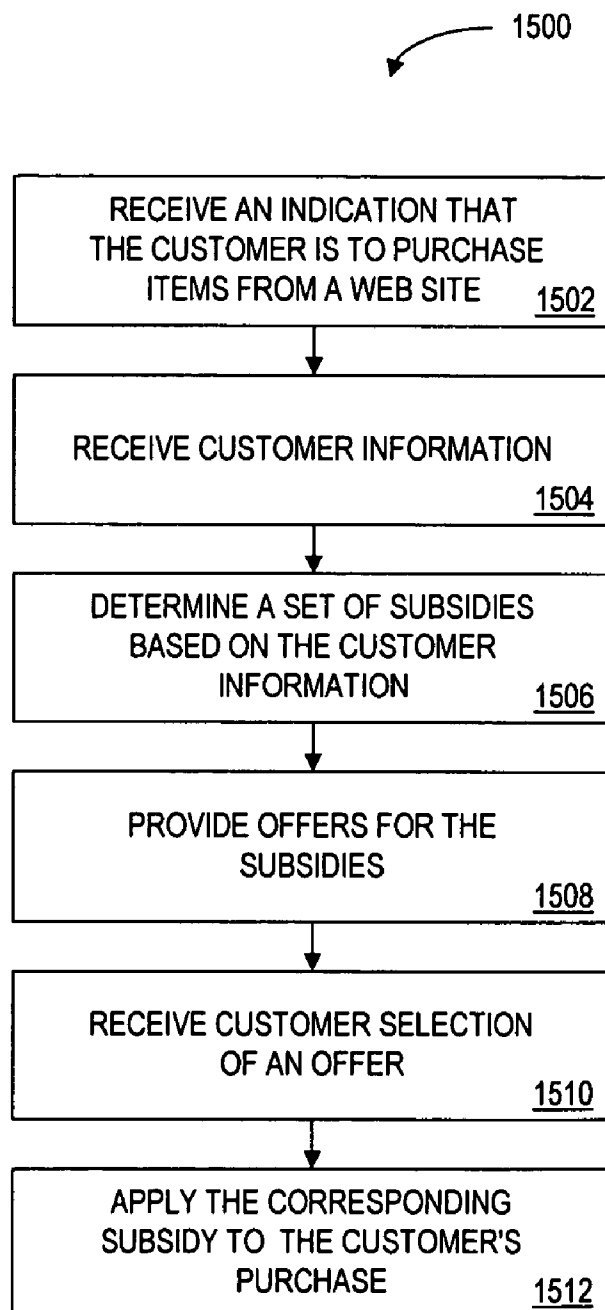 1500
RECEIVE AN INDICATION THAT
THE CUSTOMER IS TO PURCHASE
ITEMS FROM A WEB SITE
1502
RECEIVE CUSTOMER INFORMATION
1504
DETERMINE A SET OF SUBSIDIES
BASED ON THE CUSTOMER
INFORMATION
1506
PROVIDE OFFERS FOR THE
SUBSIDIES
1508
RECEIVE CUSTOMER SELECTION
OF AN OFFER
1510
APPLY THE CORRESPONDING
SUBSIDY TO THE CUSTOMER'S
PURCHASE
1512